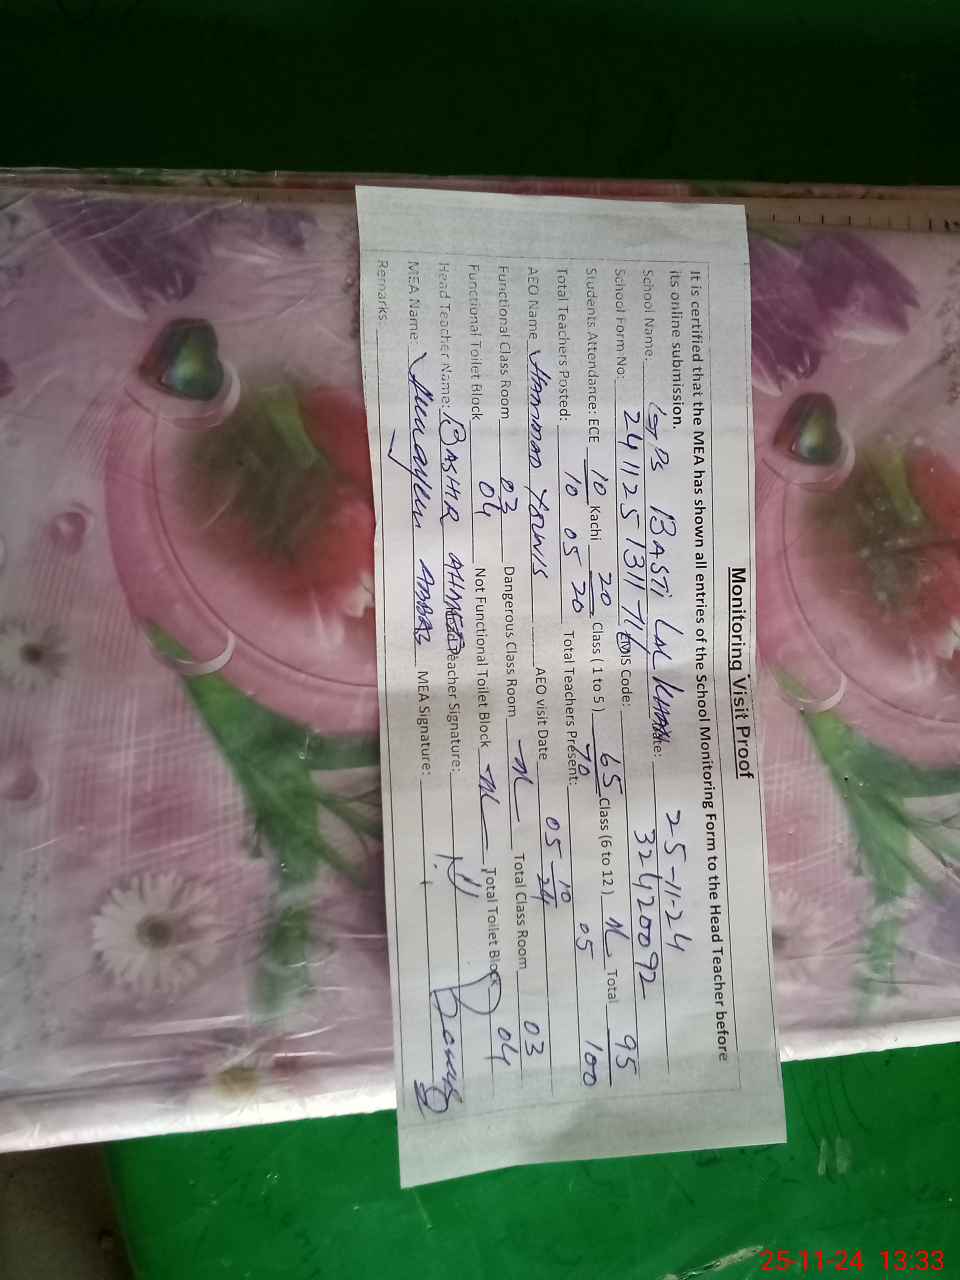 Monitoring Visit Proof
It is certified that the MEA has shown all entries of the School Monitoring Form to the Head Teacher before
its online submission.
School Name: GPS BASTI LAL KHAN Date: 25-11-24
School Form No: EMIS Code: 32420092
Students Attendance: ECE 10 Kachi 20 Class ( 1 to 5 ) 65 Class (6 to 12 ) Total 95
10 20 70 100
Total Teachers Posted: 05 Total Teachers Present: 05
AEO Name HAMMAD YOUNIS AEO visit Date 05-10-24
Functional Class Room 03 Dangerous Class Room Total Class Room 03
Functional Toilet Block 04 Not Functional Toilet Block Total Toilet Block 04
Head Teacher Name: BASHIR AHMED Teacher Signature:
MEA Name: ABBAS MEA Signature:
Remarks:
25-11-24 13:33